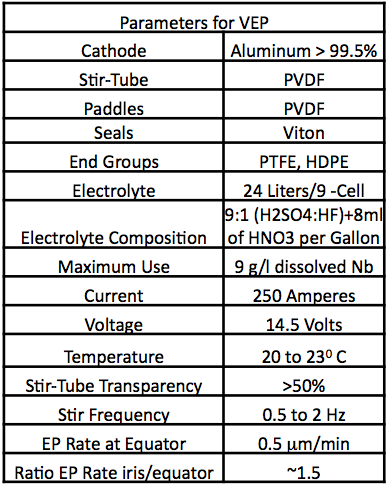 Parameters for VEP
Cathode Aluminum > 99.5%
Stir-Tube PVDF
Paddles PVDF
Seals Viton
End Groups PTFE, HDPE
Electrolyte 24 Liters/9 -Cell
Electrolyte Composition 9:1 (H2SO4:HF)+8ml
of HNO3 per Gallon
Maximum Use 9 g/l dissolved Nb
Current 250 Amperes
Voltage 14.5 Volts
Temperature 20 to 23⁰ C
Stir-Tube Transparency >50%
Stir Frequency 0.5 to 2 Hz
EP Rate at Equator 0.5 μm/min
Ratio EP Rate iris/equator ~1.5